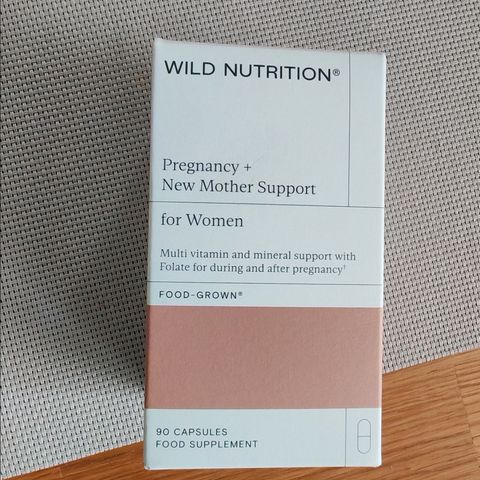 WILD NUTRITION®
Pregnancy +
New Mother Support
for Women
Multi vitamin and mineral support with
Folate for during and after pregnancy†
FOOD-GROWN®
90 CAPSULES
FOOD SUPPLEMENT